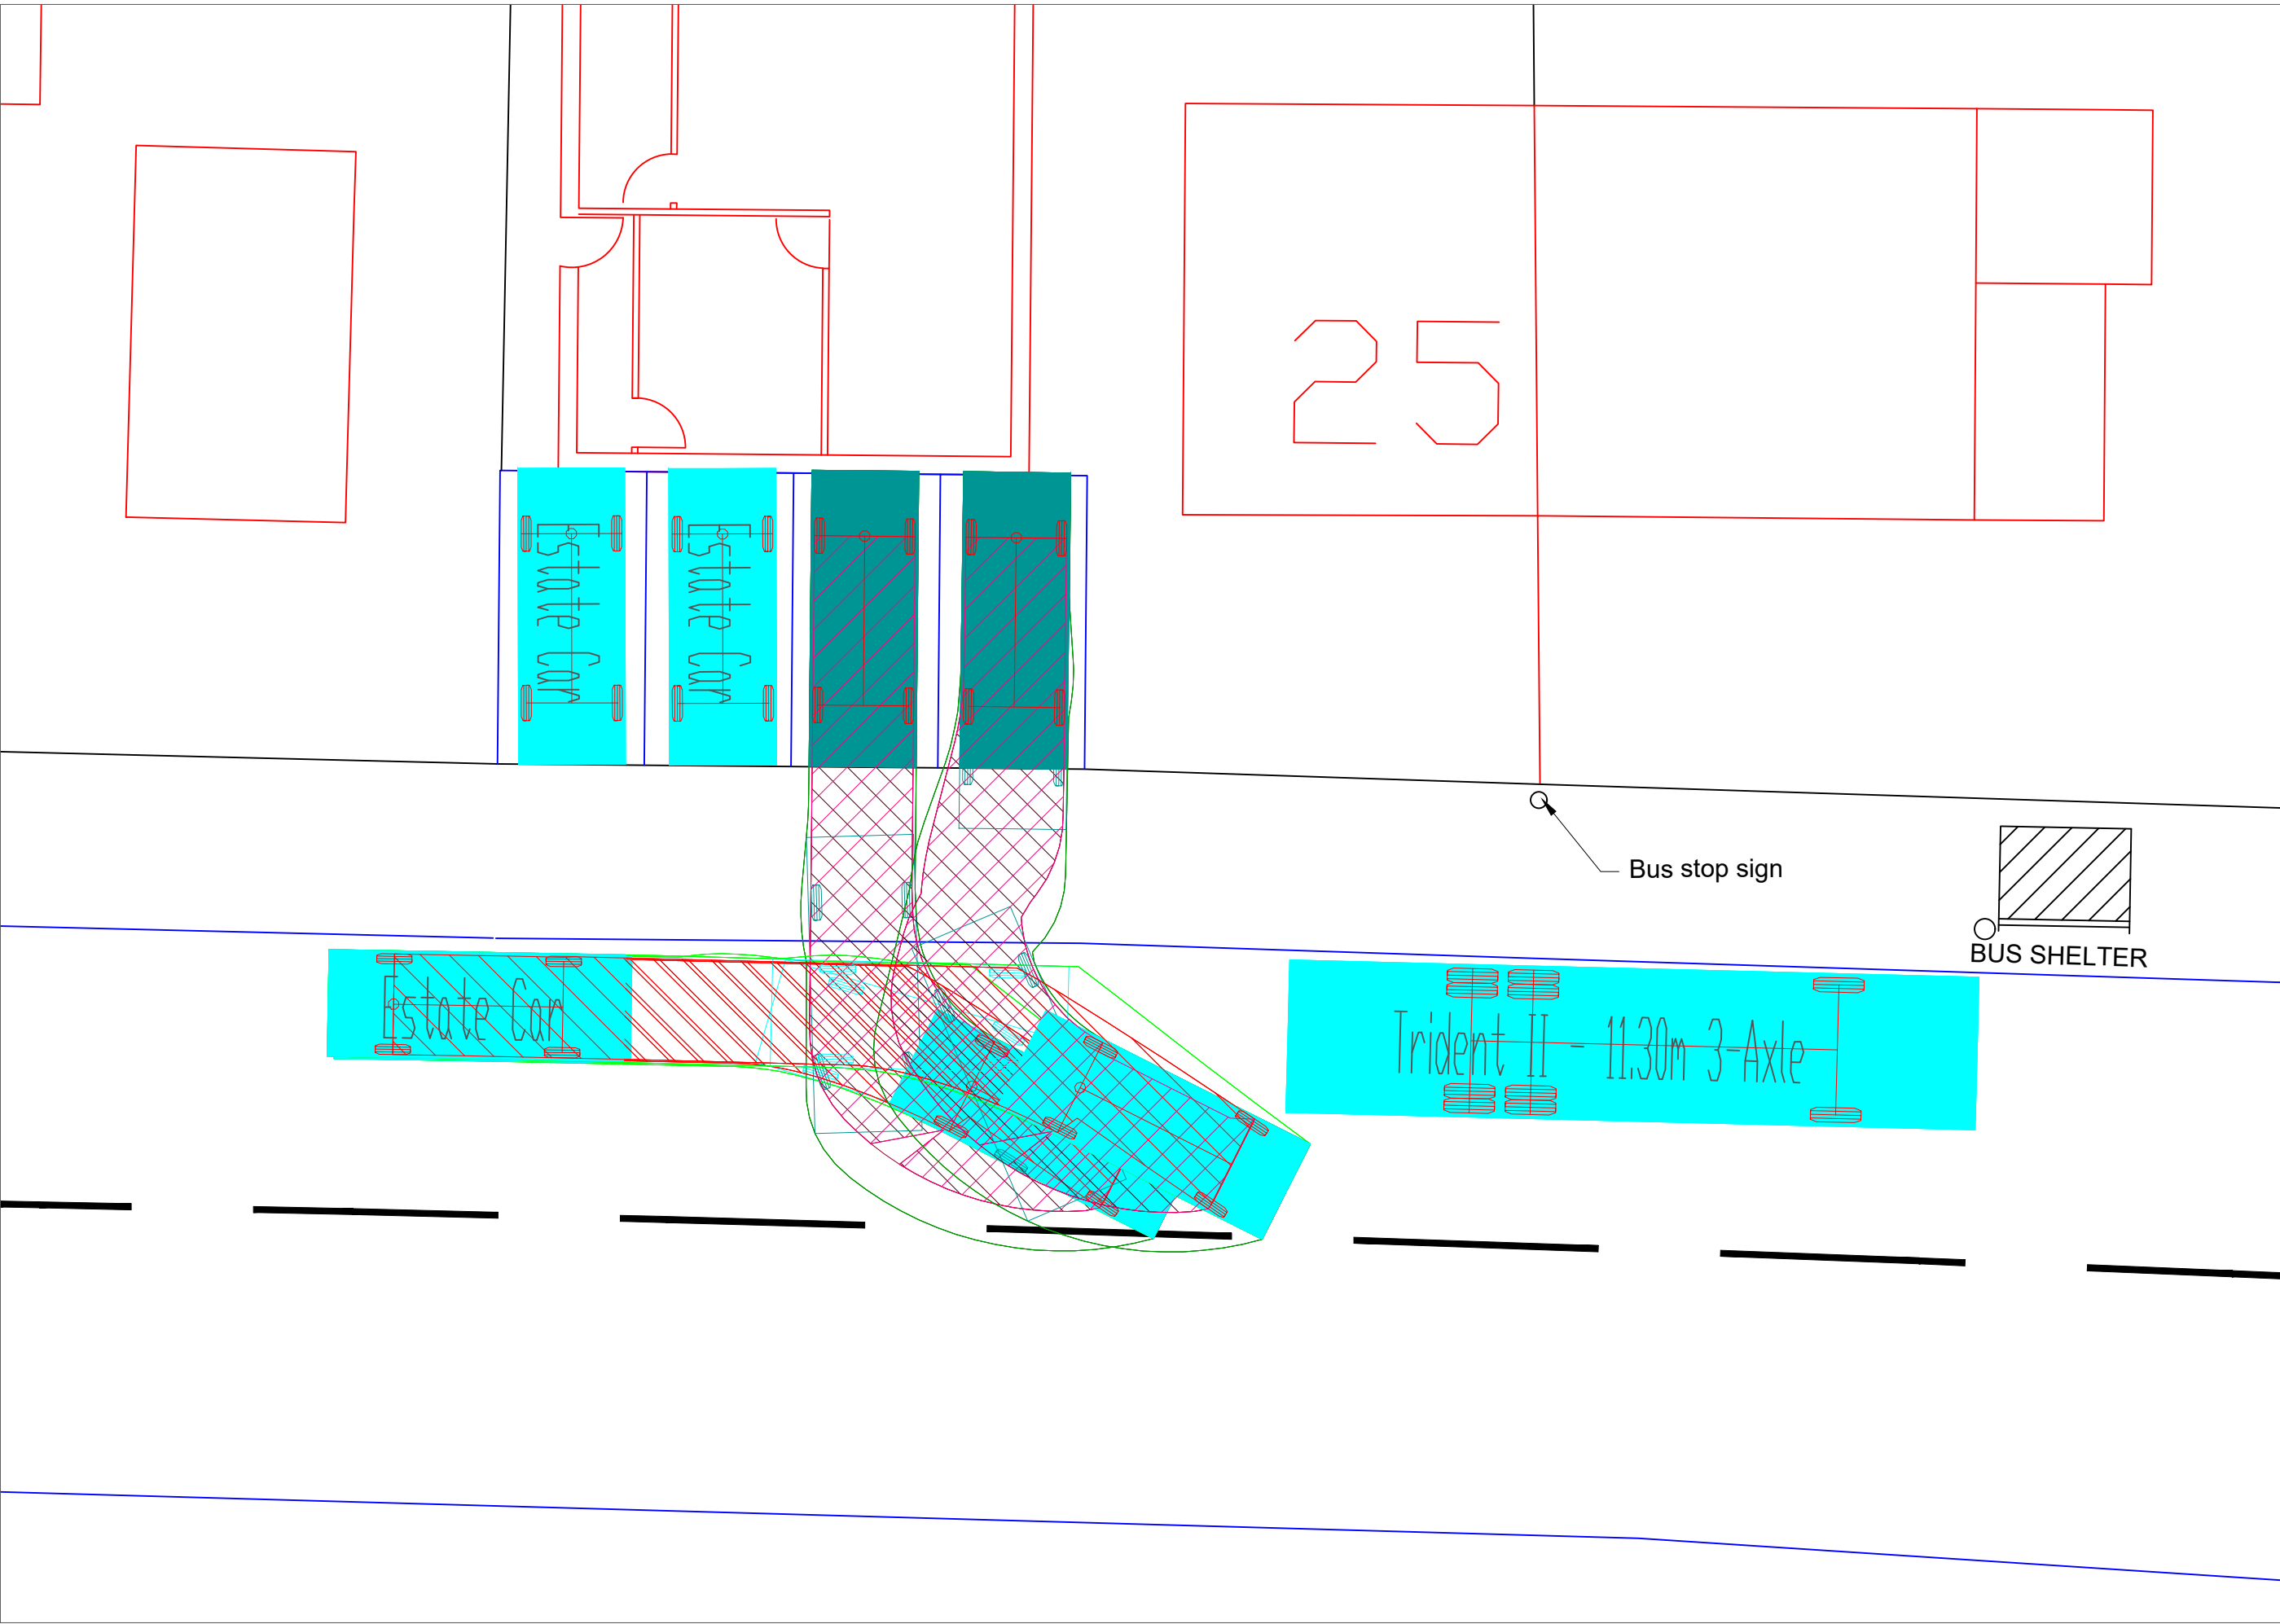 25
Estate Car
Estate Car
Bus stop sign
BUS SHELTER
Estate Car
Trident II - 11.30m 3-Axle